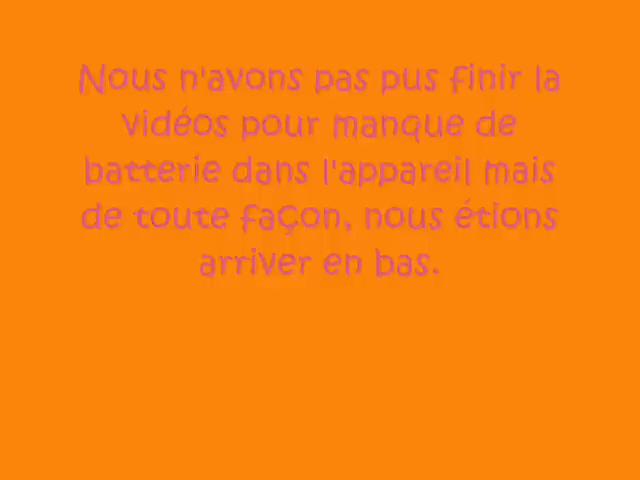 Nous n'avons pas pus finir la
vidéos pour manque de
batterie dans l'appareil mais
de toute façon, nous étions
arriver en bas.